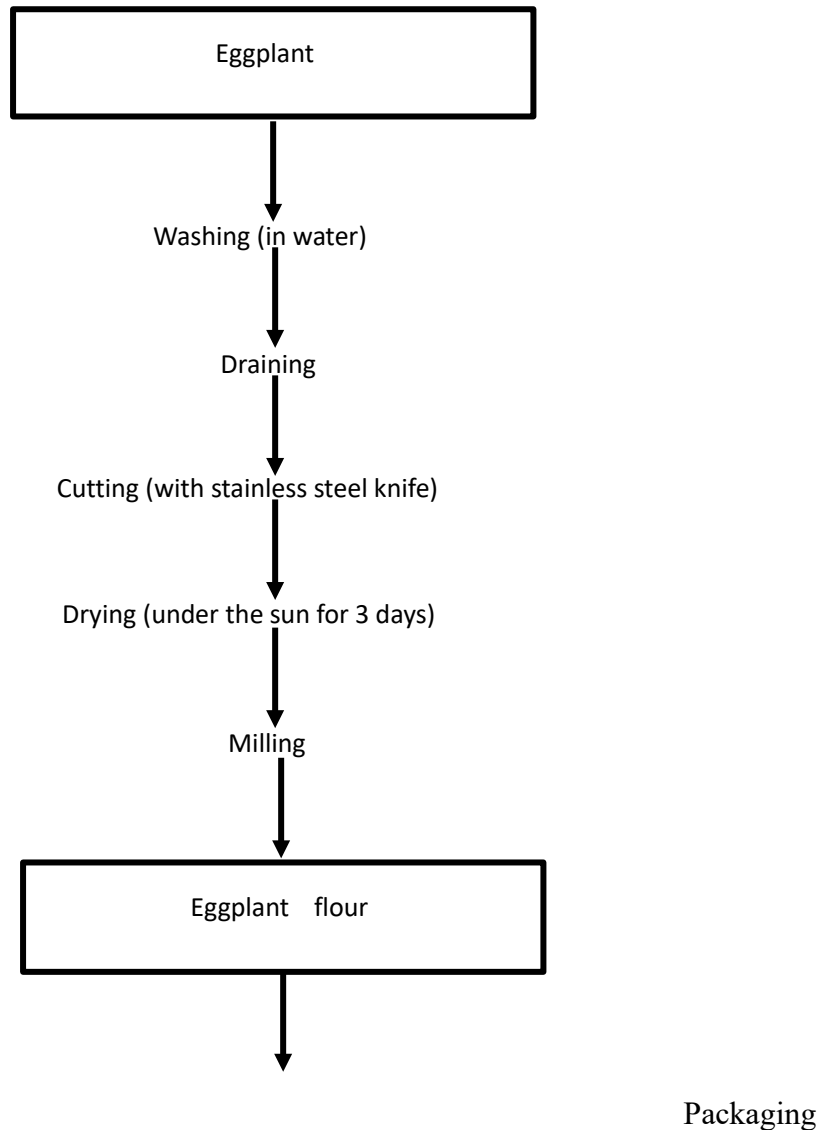 Eggplant
Washing (in water)
Draining
Cutting (with stainless steel knife)
Drying (under the sun for 3 days)
Milling
Eggplant flour
Packaging